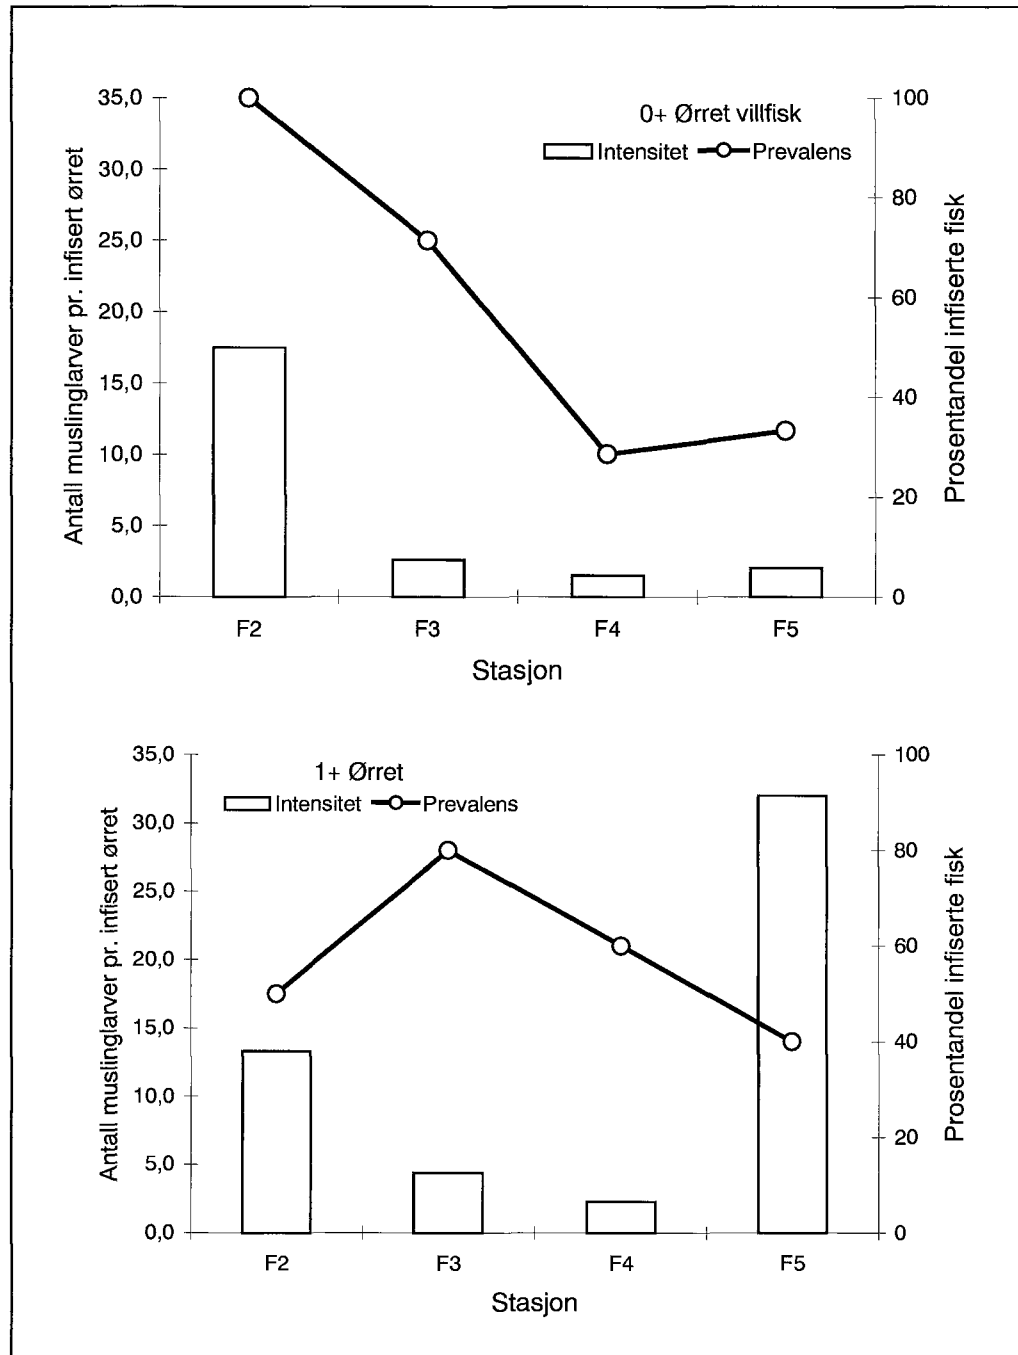 0+ Ørret villfisk
Intensitet Prevalens
Antall muslinglarver pr. infisert ørret
35,0
30,0
25,0
20,0
15,0
10,0
5,0
0,0
100
80
60
40
20
0
Prosentandel infiserte fisk
F2 F3 F4 F5
Stasjon
1+ Ørret
Intensitet Prevalens
Antall muslinglarver pr. infisert ørret
35,0
30,0
25,0
20,0
15,0
10,0
5,0
0,0
100
80
60
40
20
0
Prosentandel infiserte fisk
F2 F3 F4 F5
Stasjon